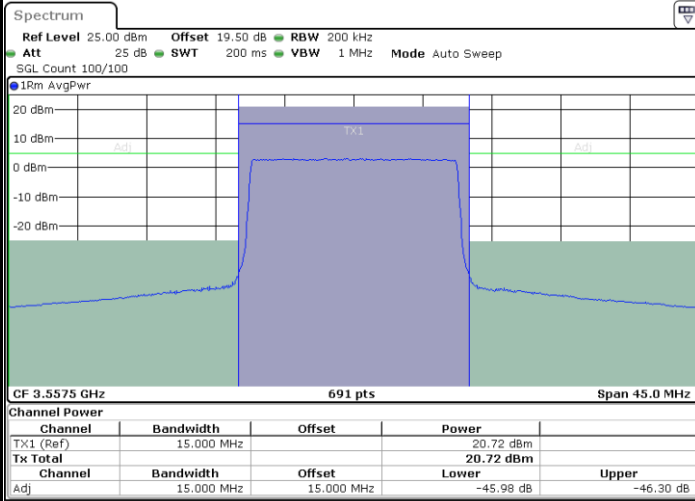 Spectrum
Ref Level 25.00 dBm Offset 19.50 dB RBW 200 kHz
Att 25 dB SWT 200 ms VBW 1 MHz Mode Auto Sweep
SGL Count 100/100
1Rm AvgPwr
20 dBm
TX1
10 dBm
Adj Adj
0 dBm
-10 dBm
-20 dBm
CF 3.5575 GHz 691 pts Span 45.0 MHz
Channel Power
Channel Bandwidth Offset Power
TX1 (Ref) 15.000 MHz 20.72 dBm
Tx Total 20.72 dBm
Channel Bandwidth Offset Lower Upper
Adj 15.000 MHz 15.000 MHz -45.98 dB -46.30 dB